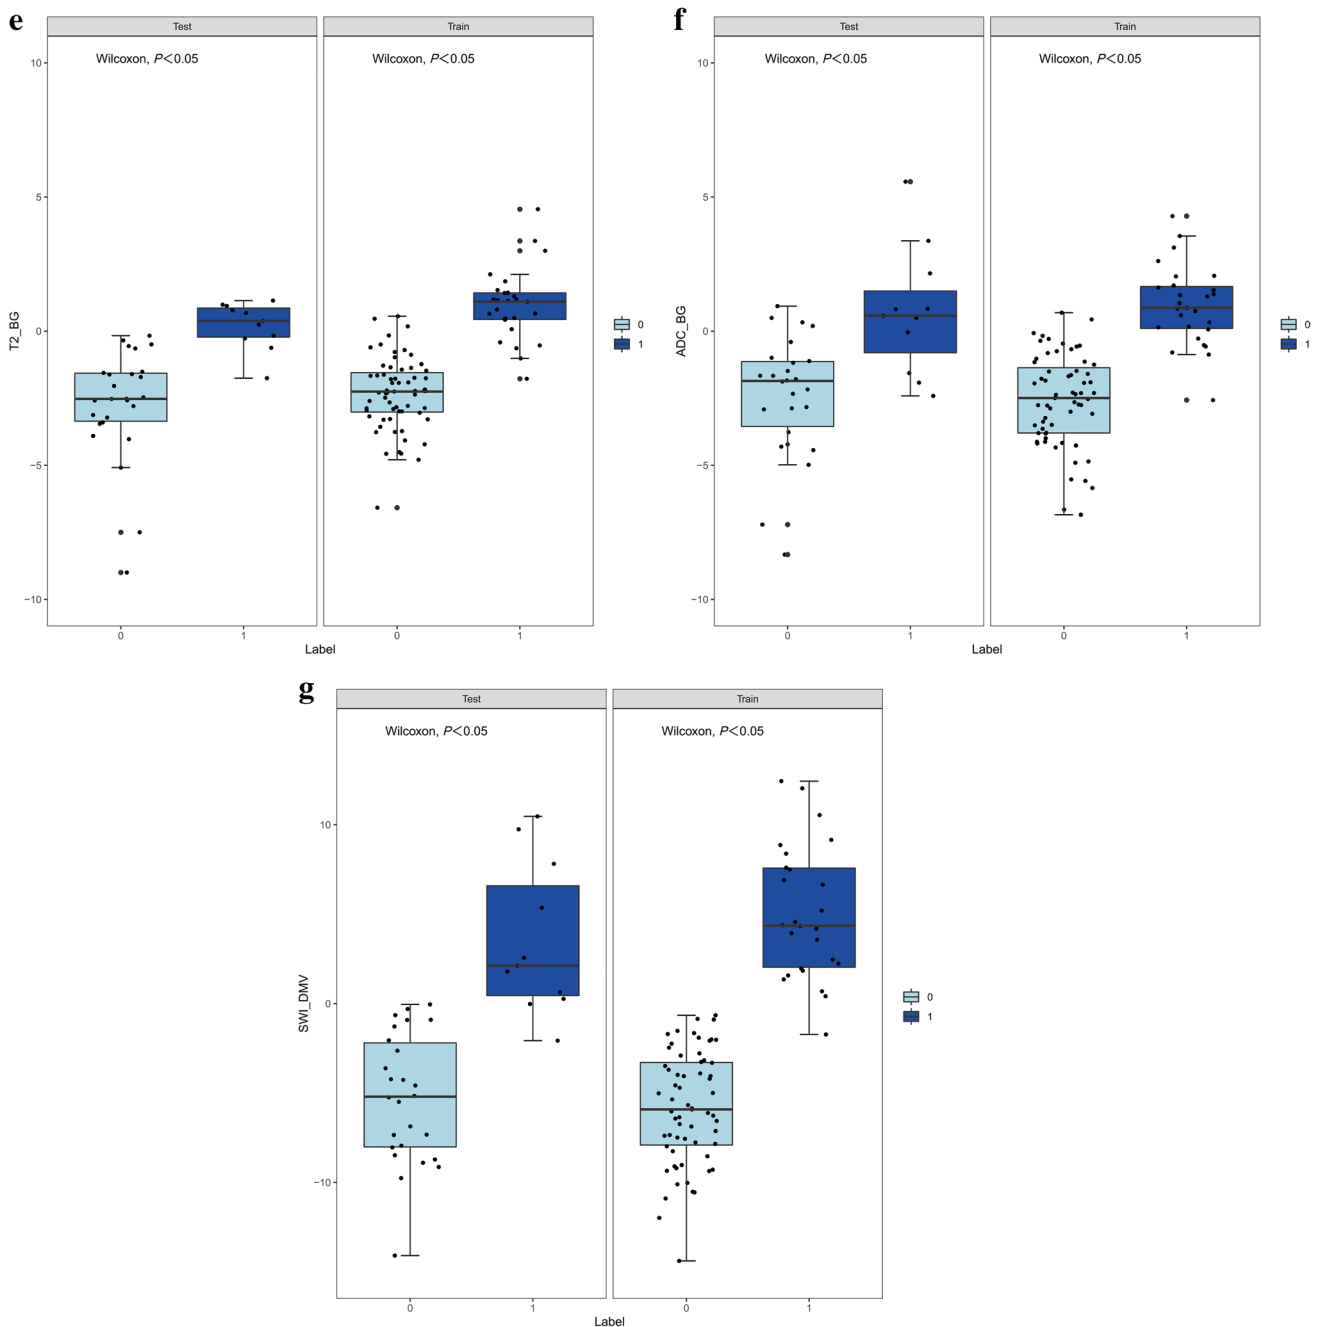 e
Test
Train
Wilcoxon, P<0.05
Wilcoxon, P<0.05
10
5
0
−5
−10
T2_BG
0
1
0
1
Label
0
1
f
Test
Train
Wilcoxon, P<0.05
Wilcoxon, P<0.05
10
5
0
−5
−10
ADC_BG
0
1
0
1
Label
0
1
g
Test
Train
Wilcoxon, P<0.05
Wilcoxon, P<0.05
10
0
−10
SWI_DMV
0
1
0
1
Label
0
1